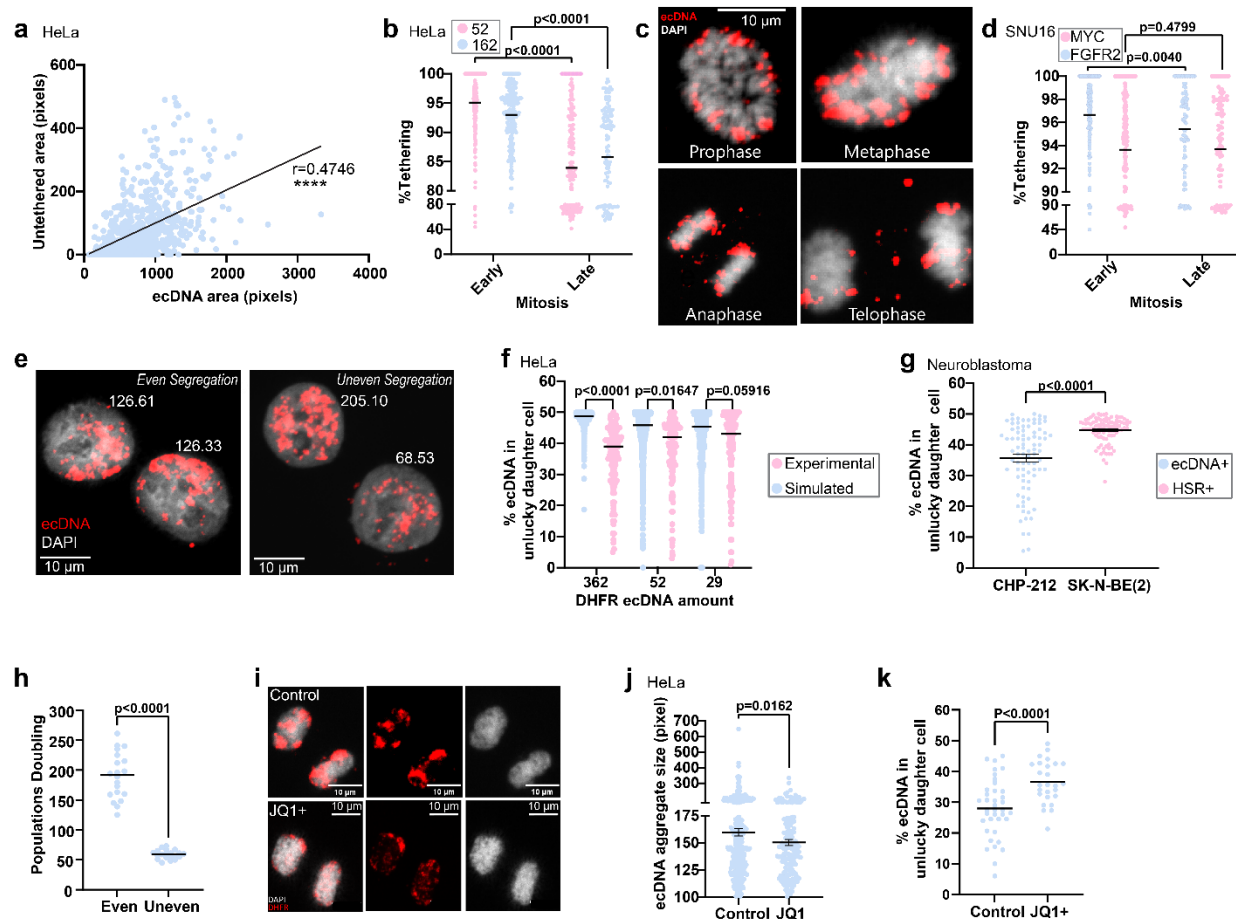 a HeLa
Untethered area (pixels)
600
400
200
0
r=0.4746
****
0 1000 2000 3000 4000
ecDNA area (pixels)
b HeLa
52
162
p<0.0001
p<0.0001
%Tethering
100
95
90
85
80
80
40
0
Early Late
Mitosis
c
ecDNA
DAPI
10 µm
Prophase
Metaphase
Anaphase
Telophase
d SNU16
MYC
FGFR2
p=0.4799
p=0.0040
%Tethering
100
98
96
94
92
90
90
45
0
Early Late
Mitosis
e
Even Segregation
126.61
126.33
ecDNA
DAPI
10 µm
Uneven Segregation
205.10
68.53
10 µm
f HeLa
% ecDNA in
unlucky daughter cell
60
50
40
30
20
10
0
p<0.0001 p=0.01647 p=0.05916
362 52 29
DHFR ecDNA amount
Experimental
Simulated
g Neuroblastoma
p<0.0001
% ecDNA in
unlucky daughter cell
60
50
40
30
20
10
0
CHP-212 SK-N-BE(2)
ecDNA+
HSR+
h
p<0.0001
Populations Doubling
300
250
200
150
100
50
0
Even Uneven
i
Control
10 µm
10 µm
10 µm
JQ1+
10 µm
10 µm
10 µm
DAPI
DHFR
j HeLa
p=0.0162
ecDNA aggregate size (pixel)
700
600
500
400
300
175
150
125
100
Control JQ1
k
P<0.0001
% ecDNA in
unlucky daughter cell
60
50
40
30
20
10
0
Control JQ1+